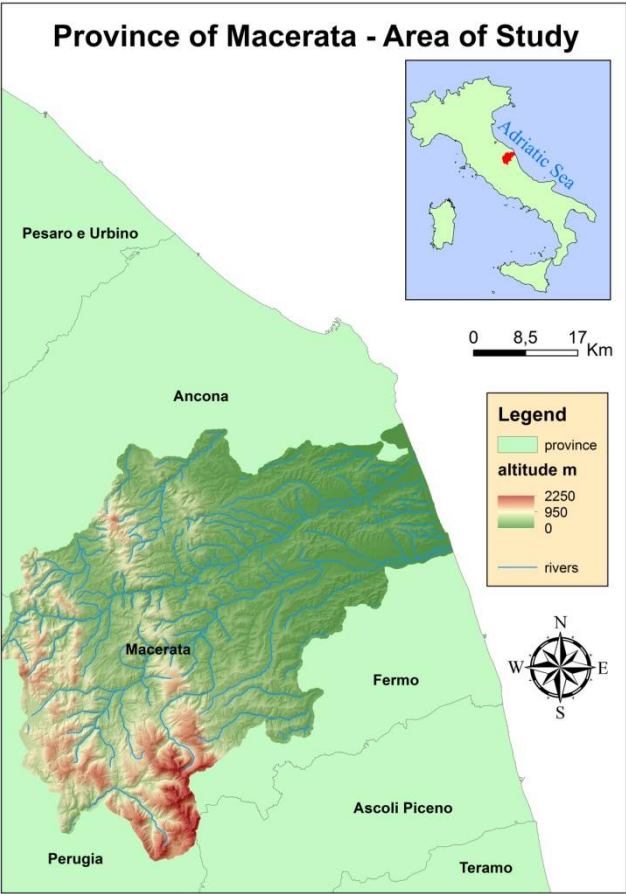 Province of Macerata - Area of Study
Adriatic Sea
Pesaro e Urbino
0 8,5 17 Km
Ancona
Legend
province
altitude m
2250
950
0
rivers
N
W E
S
Macerata
Fermo
Ascoli Piceno
Perugia
Teramo